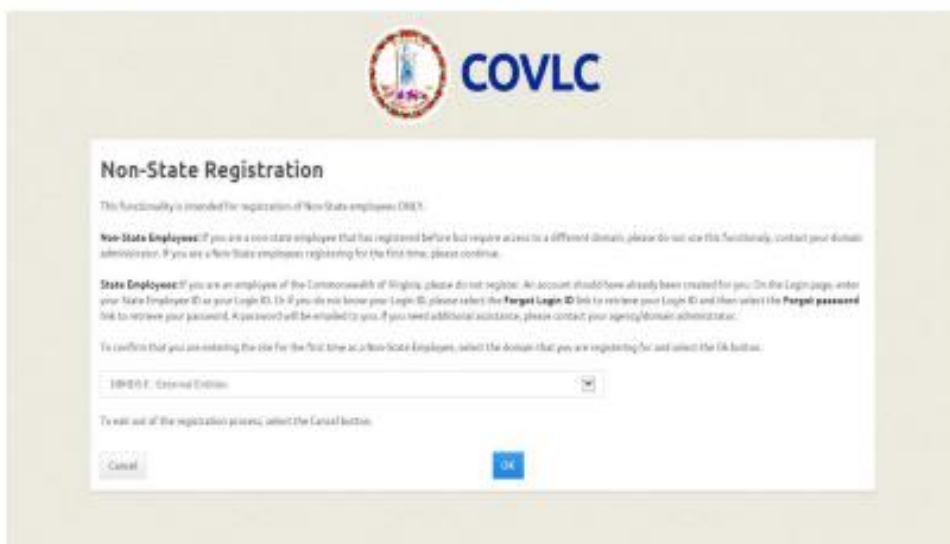 COVLC
Non-State Registration
This functionality is intended for registration of Non-State employees ONLY.
Non-State Employees: If you are a non-state employee that has registered before but require access to a different domain, please do not use this functionaly, contact your domain
administrator. If you are a Non-State employee registering for the first time, please continue.
State Employees: If you are an employee of the Commonwealth of Virginia, please do not register. An account should have already been created for you. On the Login page, enter
your State Employee ID as your Login ID. Or if you do not know your Login ID, please select the Forgot Login ID link to retrieve your Login ID and then select the Forgot password
link to retrieve your password. A password will be emailed to you. If you need additional assistance, please contact your agency/domain administrator.
To confirm that you are entering the site for the first time as a Non-State Employee, select the domain that you are registering for and select the OK button.
External Entities
To exit out of the registration process, select the Cancel button.
Cancel OK